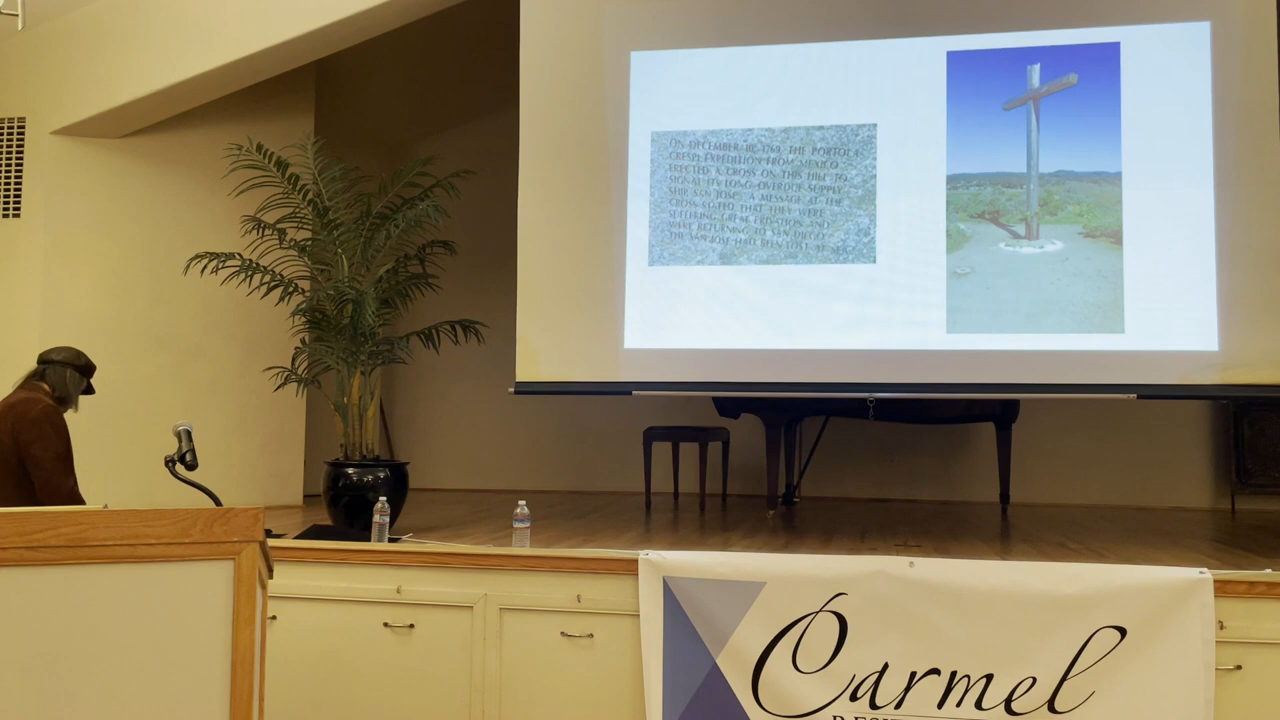 ON DECEMBER 10, 1769, THE PORTOLA
CRESPI EXPEDITION FROM MEXICO
ERECTED A CROSS ON THIS HILL TO
SIGNAL ITS LONG OVERDUE SUPPLY
SHIP, SAN JOSE. A MESSAGE AT THE
CROSS STATED THAT THEY WERE
SUFFERING GREAT PRIVATION AND
WERE RETURNING TO SAN DIEGO.
THE SAN JOSE HAD BEEN LOST AT
Carmel